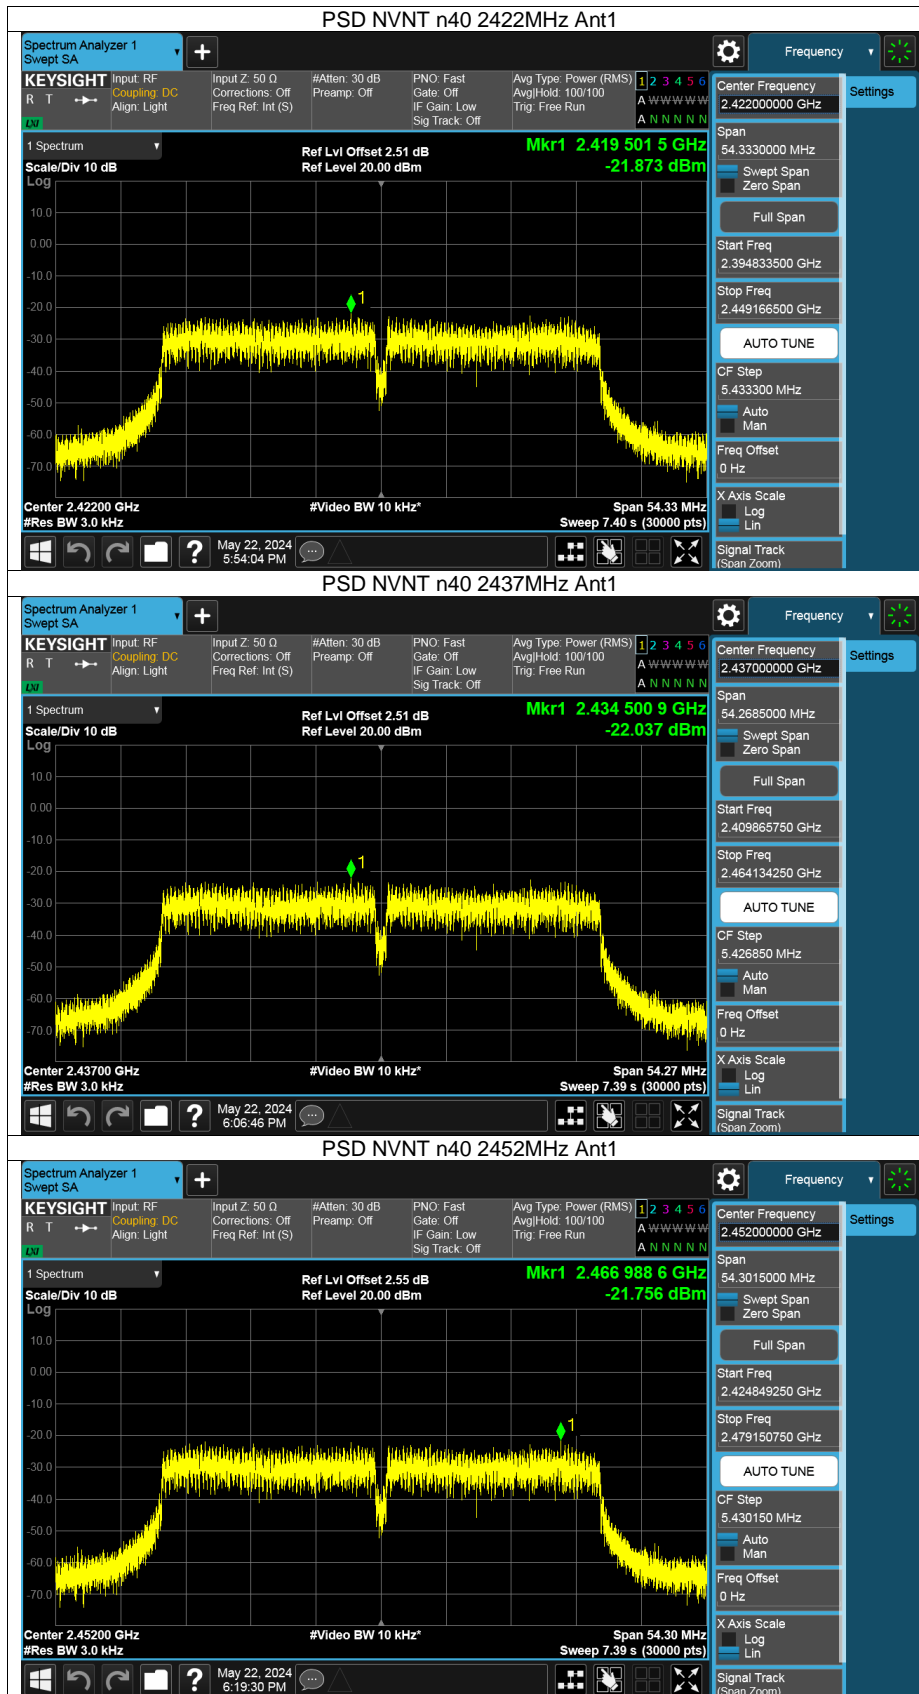 PSD NVNT n40 2422MHz Ant1
Spectrum Analyzer 1
Swept SA
+
Frequency
KEYSIGHT
R T
LXI
Input: RF
Coupling: DC
Align: Light
Input Z: 50 Ω
Corrections: Off
Freq Ref: Int (S)
#Atten: 30 dB
Preamp: Off
PNO: Fast
Gate: Off
IF Gain: Low
Sig Track: Off
Avg Type: Power (RMS)
Avg|Hold: 100/100
Trig: Free Run
1 2 3 4 5 6
A W W W W W
A N N N N N
Center Frequency
2.422000000 GHz
Settings
Span
54.3330000 MHz
Swept Span
Zero Span
Full Span
Start Freq
2.394833500 GHz
Stop Freq
2.449166500 GHz
AUTO TUNE
CF Step
5.433300 MHz
Auto
Man
Freq Offset
0 Hz
X Axis Scale
Log
Lin
Signal Track
(Span Zoom)
1 Spectrum
Scale/Div 10 dB
Log
Ref Lvl Offset 2.51 dB
Ref Level 20.00 dBm
Mkr1 2.419 501 5 GHz
-21.873 dBm
10.0
0.00
-10.0
-20.0
-30.0
-40.0
-50.0
-60.0
-70.0
1
Center 2.42200 GHz
#Res BW 3.0 kHz
#Video BW 10 kHz*
Span 54.33 MHz
Sweep 7.40 s (30000 pts)
?
May 22, 2024
5:54:04 PM
PSD NVNT n40 2437MHz Ant1
Spectrum Analyzer 1
Swept SA
+
Frequency
KEYSIGHT
R T
LXI
Input: RF
Coupling: DC
Align: Light
Input Z: 50 Ω
Corrections: Off
Freq Ref: Int (S)
#Atten: 30 dB
Preamp: Off
PNO: Fast
Gate: Off
IF Gain: Low
Sig Track: Off
Avg Type: Power (RMS)
Avg|Hold: 100/100
Trig: Free Run
1 2 3 4 5 6
A W W W W W
A N N N N N
Center Frequency
2.437000000 GHz
Settings
Span
54.2685000 MHz
Swept Span
Zero Span
Full Span
Start Freq
2.409865750 GHz
Stop Freq
2.464134250 GHz
AUTO TUNE
CF Step
5.426850 MHz
Auto
Man
Freq Offset
0 Hz
X Axis Scale
Log
Lin
Signal Track
(Span Zoom)
1 Spectrum
Scale/Div 10 dB
Log
Ref Lvl Offset 2.51 dB
Ref Level 20.00 dBm
Mkr1 2.434 500 9 GHz
-22.037 dBm
10.0
0.00
-10.0
-20.0
-30.0
-40.0
-50.0
-60.0
-70.0
1
Center 2.43700 GHz
#Res BW 3.0 kHz
#Video BW 10 kHz*
Span 54.27 MHz
Sweep 7.39 s (30000 pts)
?
May 22, 2024
6:06:46 PM
PSD NVNT n40 2452MHz Ant1
Spectrum Analyzer 1
Swept SA
+
Frequency
KEYSIGHT
R T
LXI
Input: RF
Coupling: DC
Align: Light
Input Z: 50 Ω
Corrections: Off
Freq Ref: Int (S)
#Atten: 30 dB
Preamp: Off
PNO: Fast
Gate: Off
IF Gain: Low
Sig Track: Off
Avg Type: Power (RMS)
Avg|Hold: 100/100
Trig: Free Run
1 2 3 4 5 6
A W W W W W
A N N N N N
Center Frequency
2.452000000 GHz
Settings
Span
54.3015000 MHz
Swept Span
Zero Span
Full Span
Start Freq
2.424849250 GHz
Stop Freq
2.479150750 GHz
AUTO TUNE
CF Step
5.430150 MHz
Auto
Man
Freq Offset
0 Hz
X Axis Scale
Log
Lin
Signal Track
(Span Zoom)
1 Spectrum
Scale/Div 10 dB
Log
Ref Lvl Offset 2.55 dB
Ref Level 20.00 dBm
Mkr1 2.466 988 6 GHz
-21.756 dBm
10.0
0.00
-10.0
-20.0
-30.0
-40.0
-50.0
-60.0
-70.0
1
Center 2.45200 GHz
#Res BW 3.0 kHz
#Video BW 10 kHz*
Span 54.30 MHz
Sweep 7.39 s (30000 pts)
?
May 22, 2024
6:19:30 PM